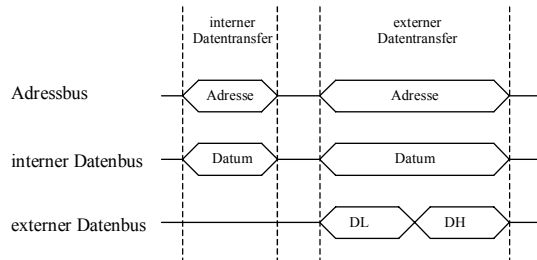 interner
Datentransfer
externer
Datentransfer
Adressbus
Adresse
Adresse
interner Datenbus
Datum
Datum
externer Datenbus
DL
DH